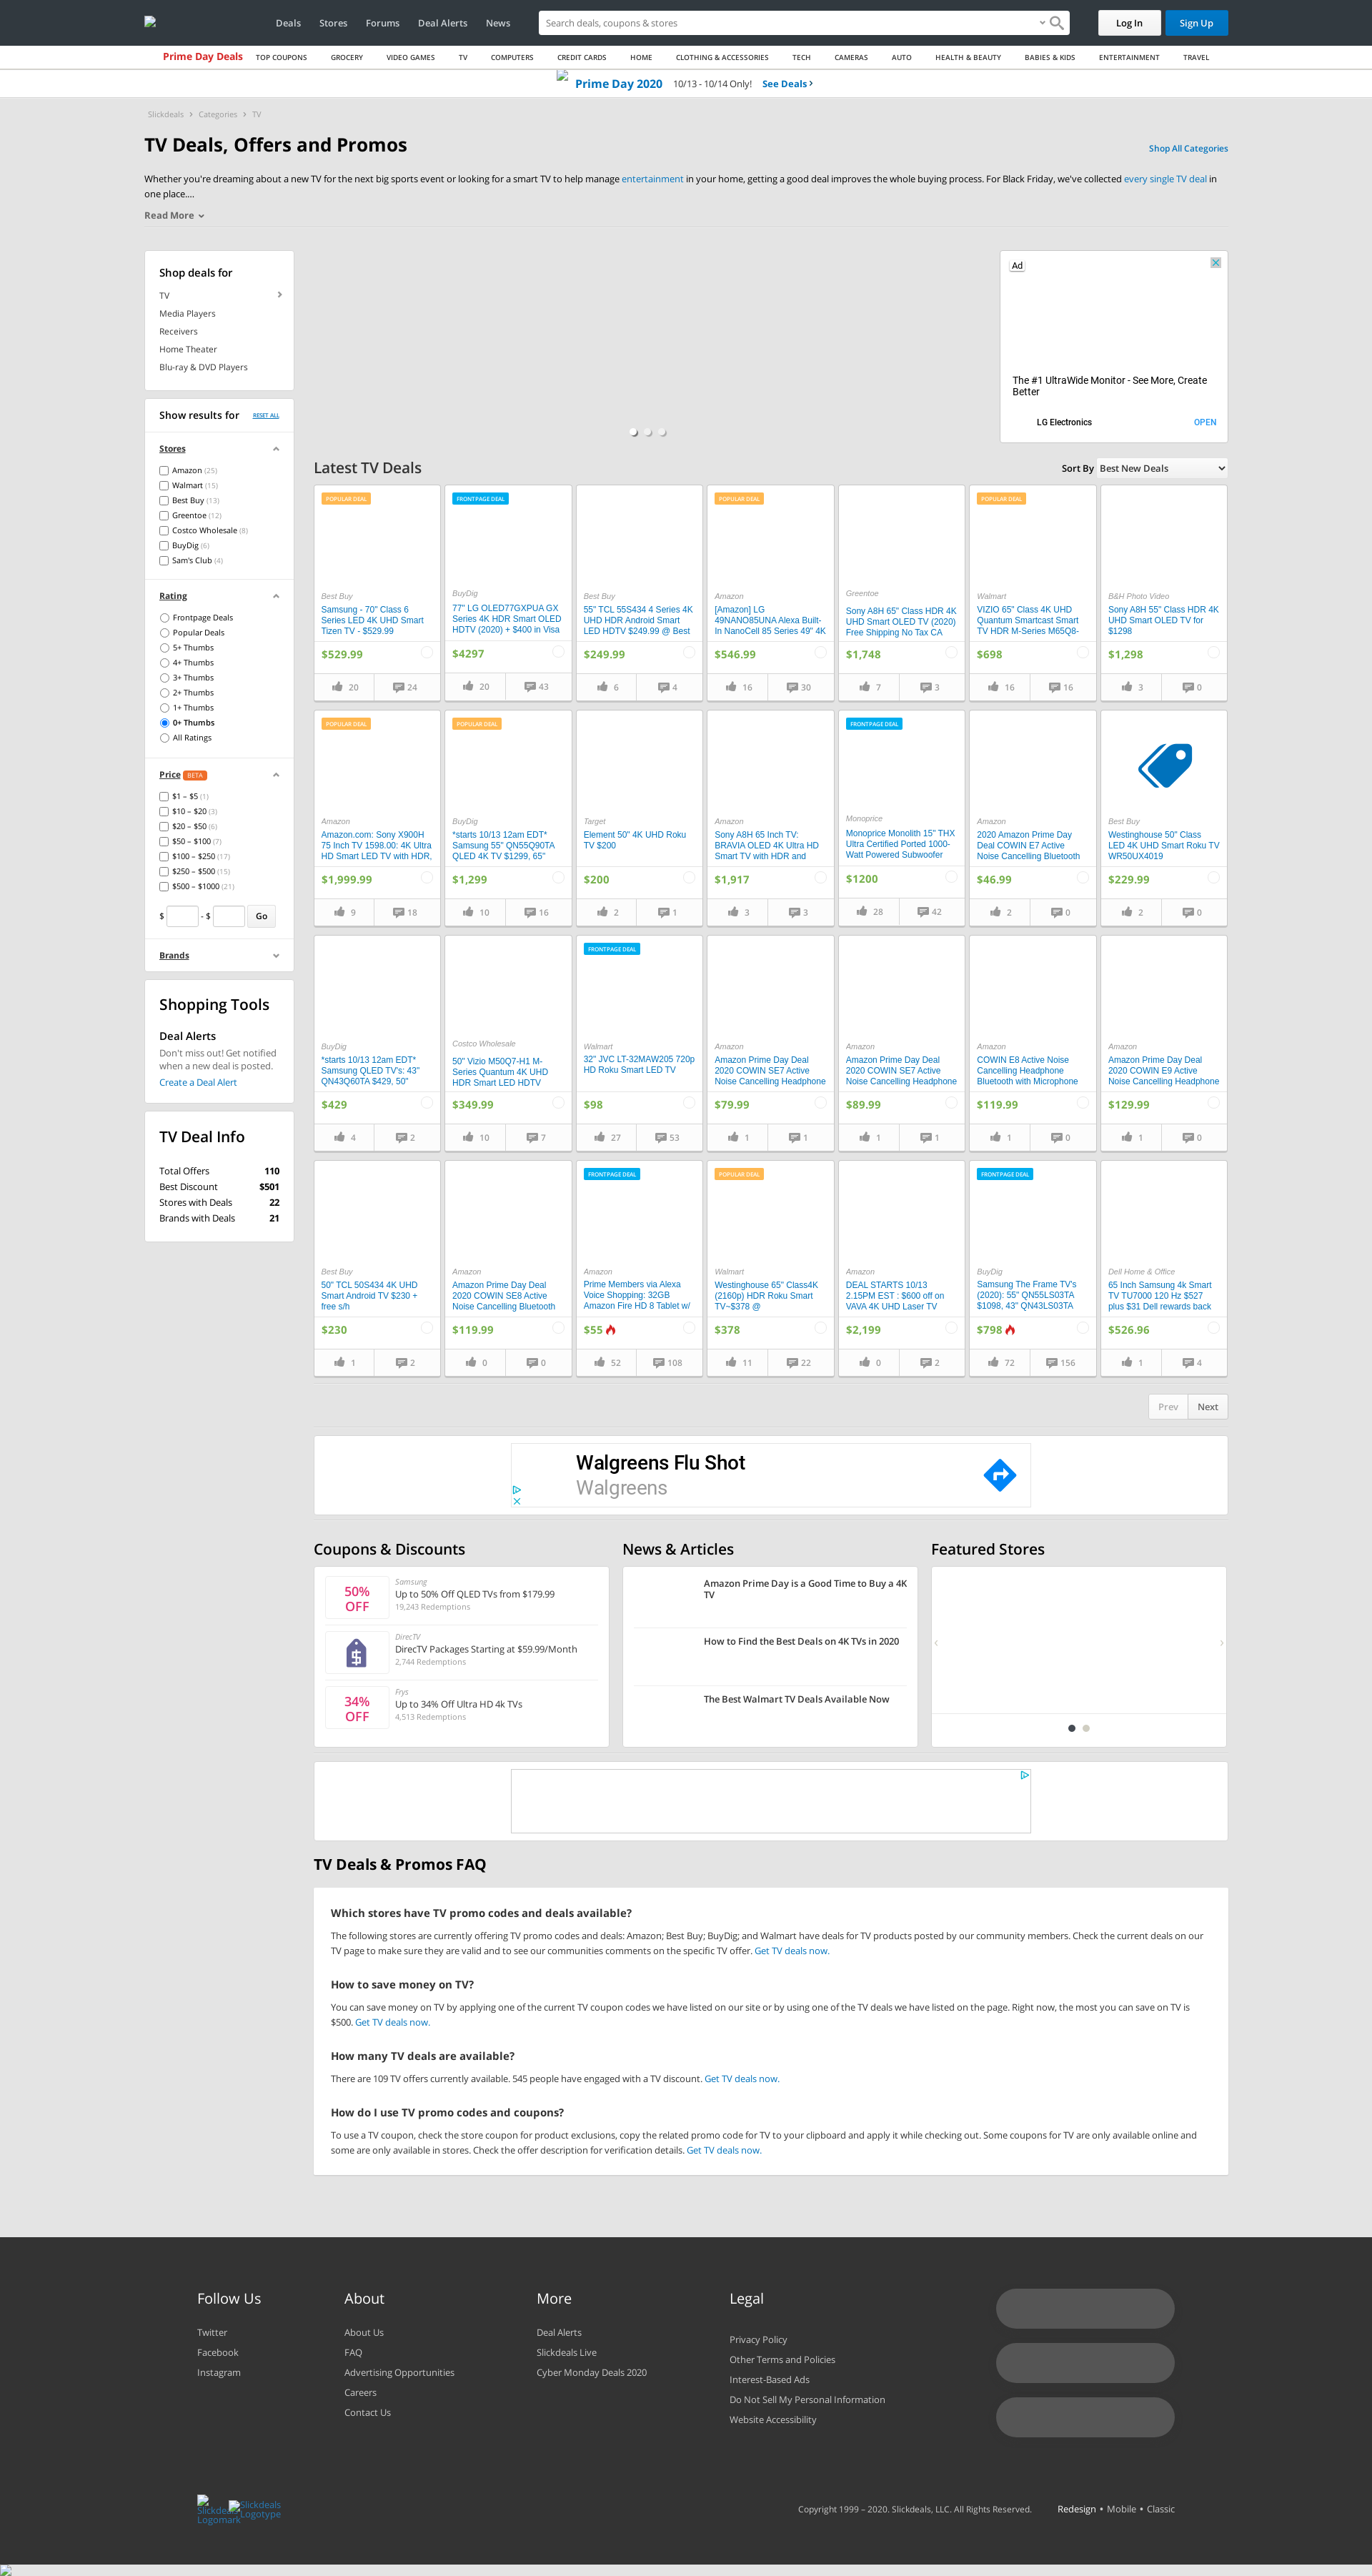 Deals Stores Forums Deal Alerts News Search deals, coupons & stores Log In Sign Up
Prime Day Deals TOP COUPONS GROCERY VIDEO GAMES TV COMPUTERS CREDIT CARDS HOME CLOTHING & ACCESSORIES TECH CAMERAS AUTO HEALTH & BEAUTY BABIES & KIDS ENTERTAINMENT TRAVEL
Prime Day 2020 10/13 - 10/14 Only! See Deals
Slickdeals > Categories > TV
TV Deals, Offers and Promos
Shop All Categories
Whether you're dreaming about a new TV for the next big sports event or looking for a smart TV to help manage entertainment in your home, getting a good deal improves the whole buying process. For Black Friday, we've collected every single TV deal in
one place....
Read More
Shop deals for
TV
Media Players
Receivers
Home Theater
Blu-ray & DVD Players
Show results for RESET ALL
Stores
Amazon (25)
Walmart (15)
Best Buy (13)
Greentoe (12)
Costco Wholesale (8)
BuyDig (6)
Sam's Club (4)
Rating
Frontpage Deals
Popular Deals
5+ Thumbs
4+ Thumbs
3+ Thumbs
2+ Thumbs
1+ Thumbs
0+ Thumbs
All Ratings
Price BETA
$1 – $5 (1)
$10 – $20 (3)
$20 – $50 (6)
$50 – $100 (7)
$100 – $250 (17)
$250 – $500 (15)
$500 – $1000 (21)
$ - $ Go
Brands
Shopping Tools
Deal Alerts
Don't miss out! Get notified
when a new deal is posted.
Create a Deal Alert
TV Deal Info
Total Offers 110
Best Discount $501
Stores with Deals 22
Brands with Deals 21
Ad
The #1 UltraWide Monitor - See More, Create
Better
LG Electronics OPEN
Latest TV Deals
Sort By Best New Deals
POPULAR DEAL
Best Buy
Samsung - 70" Class 6
Series LED 4K UHD Smart
Tizen TV - $529.99
$529.99
20 24
FRONTPAGE DEAL
BuyDig
77" LG OLED77GXPUA GX
Series 4K HDR Smart OLED
HDTV (2020) + $400 in Visa
$4297
20 43
Best Buy
55" TCL 55S434 4 Series 4K
UHD HDR Android Smart
LED HDTV $249.99 @ Best
$249.99
6 4
POPULAR DEAL
Amazon
[Amazon] LG
49NANO85UNA Alexa Built-
In NanoCell 85 Series 49" 4K
$546.99
16 30
Greentoe
Sony A8H 65" Class HDR 4K
UHD Smart OLED TV (2020)
Free Shipping No Tax CA
$1,748
7 3
POPULAR DEAL
Walmart
VIZIO 65" Class 4K UHD
Quantum Smartcast Smart
TV HDR M-Series M65Q8-
$698
16 16
B&H Photo Video
Sony A8H 55" Class HDR 4K
UHD Smart OLED TV for
$1298
$1,298
3 0
POPULAR DEAL
Amazon
Amazon.com: Sony X900H
75 Inch TV 1598.00: 4K Ultra
HD Smart LED TV with HDR,
$1,999.99
9 18
POPULAR DEAL
BuyDig
*starts 10/13 12am EDT*
Samsung 55" QN55Q90TA
QLED 4K TV $1299, 65"
$1,299
10 16
Target
Element 50" 4K UHD Roku
TV $200
$200
2 1
Amazon
Sony A8H 65 Inch TV:
BRAVIA OLED 4K Ultra HD
Smart TV with HDR and
$1,917
3 3
FRONTPAGE DEAL
Monoprice
Monoprice Monolith 15" THX
Ultra Certified Ported 1000-
Watt Powered Subwoofer
$1200
28 42
Amazon
2020 Amazon Prime Day
Deal COWIN E7 Active
Noise Cancelling Bluetooth
$46.99
2 0
Best Buy
Westinghouse 50" Class
LED 4K UHD Smart Roku TV
WR50UX4019
$229.99
2 0
BuyDig
*starts 10/13 12am EDT*
Samsung QLED TV's: 43"
QN43Q60TA $429, 50"
$429
4 2
Costco Wholesale
50" Vizio M50Q7-H1 M-
Series Quantum 4K UHD
HDR Smart LED HDTV
$349.99
10 7
FRONTPAGE DEAL
Walmart
32" JVC LT-32MAW205 720p
HD Roku Smart LED TV
$98
27 53
Amazon
Amazon Prime Day Deal
2020 COWIN SE7 Active
Noise Cancelling Headphone
$79.99
1 1
Amazon
Amazon Prime Day Deal
2020 COWIN SE7 Active
Noise Cancelling Headphone
$89.99
1 1
Amazon
COWIN E8 Active Noise
Cancelling Headphone
Bluetooth with Microphone
$119.99
1 0
Amazon
Amazon Prime Day Deal
2020 COWIN E9 Active
Noise Cancelling Headphone
$129.99
1 0
Best Buy
50" TCL 50S434 4K UHD
Smart Android TV $230 +
free s/h
$230
1 2
Amazon
Amazon Prime Day Deal
2020 COWIN SE8 Active
Noise Cancelling Bluetooth
$119.99
0 0
FRONTPAGE DEAL
Amazon
Prime Members via Alexa
Voice Shopping: 32GB
Amazon Fire HD 8 Tablet w/
$55
52 108
POPULAR DEAL
Walmart
Westinghouse 65" Class4K
(2160p) HDR Roku Smart
TV~$378 @
$378
11 22
Amazon
DEAL STARTS 10/13
2.15PM EST : $600 off on
VAVA 4K UHD Laser TV
$2,199
0 2
FRONTPAGE DEAL
BuyDig
Samsung The Frame TV's
(2020): 55" QN55LS03TA
$1098, 43" QN43LS03TA
$798
72 156
Dell Home & Office
65 Inch Samsung 4k Smart
TV TU7000 120 Hz $527
plus $31 Dell rewards back
$526.96
1 4
Prev Next
Walgreens Flu Shot
Walgreens
Coupons & Discounts
50%
OFF
Samsung
Up to 50% Off QLED TVs from $179.99
19,243 Redemptions
DirecTV
DirecTV Packages Starting at $59.99/Month
2,744 Redemptions
34%
OFF
Frys
Up to 34% Off Ultra HD 4k TVs
4,513 Redemptions
News & Articles
Amazon Prime Day is a Good Time to Buy a 4K
TV
How to Find the Best Deals on 4K TVs in 2020
The Best Walmart TV Deals Available Now
Featured Stores
TV Deals & Promos FAQ
Which stores have TV promo codes and deals available?
The following stores are currently offering TV promo codes and deals: Amazon; Best Buy; BuyDig; and Walmart have deals for TV products posted by our community members. Check the current deals on our
TV page to make sure they are valid and to see our communities comments on the specific TV offer. Get TV deals now.
How to save money on TV?
You can save money on TV by applying one of the current TV coupon codes we have listed on our site or by using one of the TV deals we have listed on the page. Right now, the most you can save on TV is
$500. Get TV deals now.
How many TV deals are available?
There are 109 TV offers currently available. 545 people have engaged with a TV discount. Get TV deals now.
How do I use TV promo codes and coupons?
To use a TV coupon, check the store coupon for product exclusions, copy the related promo code for TV to your clipboard and apply it while checking out. Some coupons for TV are only available online and
some are only available in stores. Check the offer description for verification details. Get TV deals now.
Follow Us
Twitter
Facebook
Instagram
About
About Us
FAQ
Advertising Opportunities
Careers
Contact Us
More
Deal Alerts
Slickdeals Live
Cyber Monday Deals 2020
Legal
Privacy Policy
Other Terms and Policies
Interest-Based Ads
Do Not Sell My Personal Information
Website Accessibility
Slickdeals
Logomark
Slickdeals
Logotype
Copyright 1999 – 2020. Slickdeals, LLC. All Rights Reserved. Redesign • Mobile • Classic